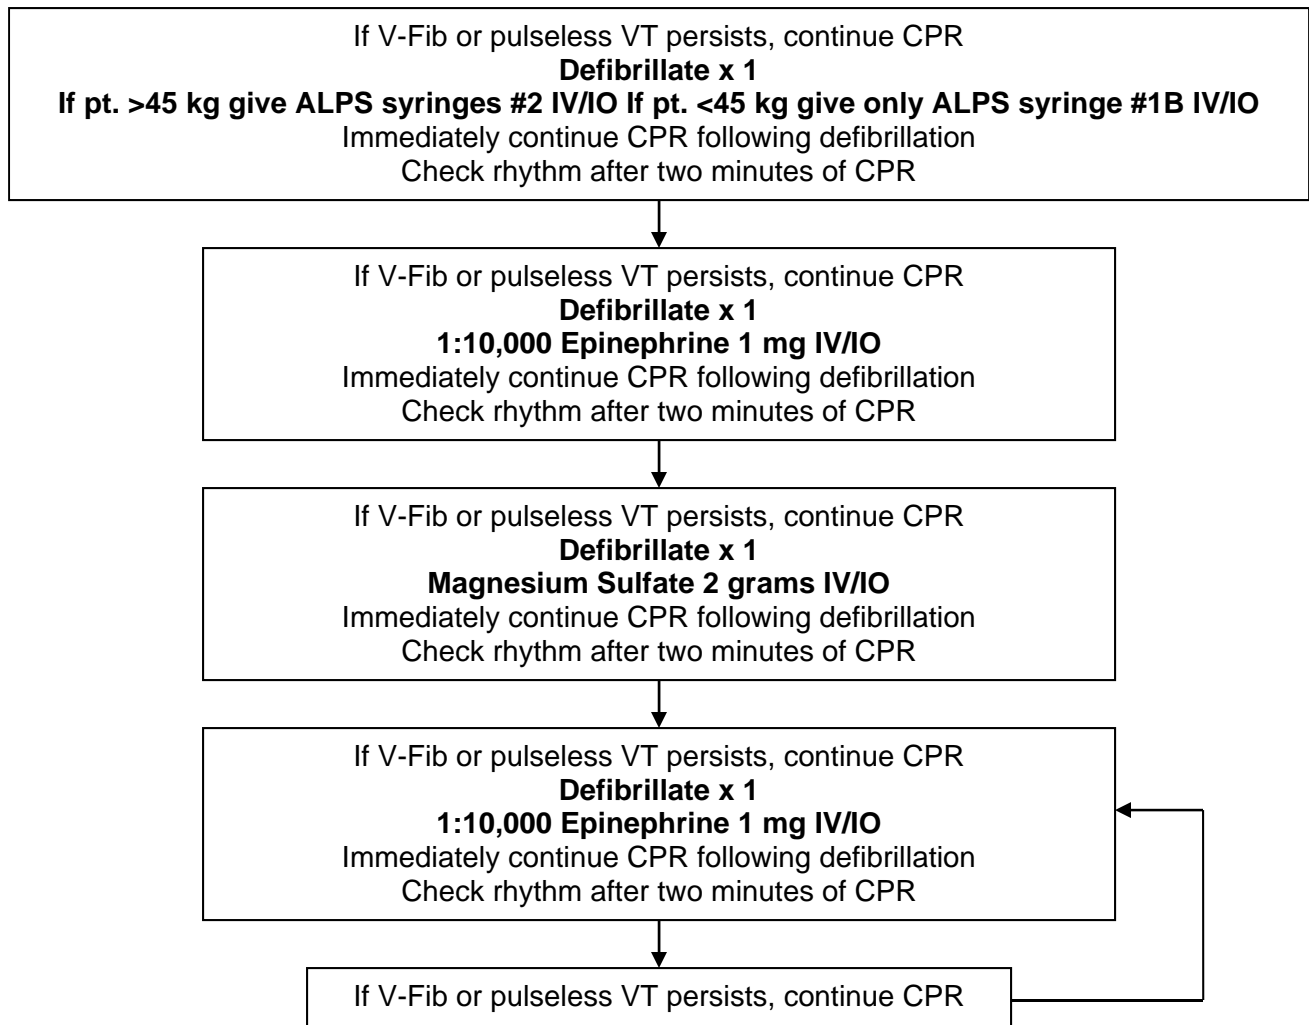 If V-Fib or pulseless VT persists, continue CPR
Defibrillate x 1
If pt. >45 kg give ALPS syringes #2 IV/IO If pt. <45 kg give only ALPS syringe #1B IV/IO
Immediately continue CPR following defibrillation
Check rhythm after two minutes of CPR
If V-Fib or pulseless VT persists, continue CPR
Defibrillate x 1
1:10,000 Epinephrine 1 mg IV/IO
Immediately continue CPR following defibrillation
Check rhythm after two minutes of CPR
If V-Fib or pulseless VT persists, continue CPR
Defibrillate x 1
Magnesium Sulfate 2 grams IV/IO
Immediately continue CPR following defibrillation
Check rhythm after two minutes of CPR
If V-Fib or pulseless VT persists, continue CPR
Defibrillate x 1
1:10,000 Epinephrine 1 mg IV/IO
Immediately continue CPR following defibrillation
Check rhythm after two minutes of CPR
If V-Fib or pulseless VT persists, continue CPR